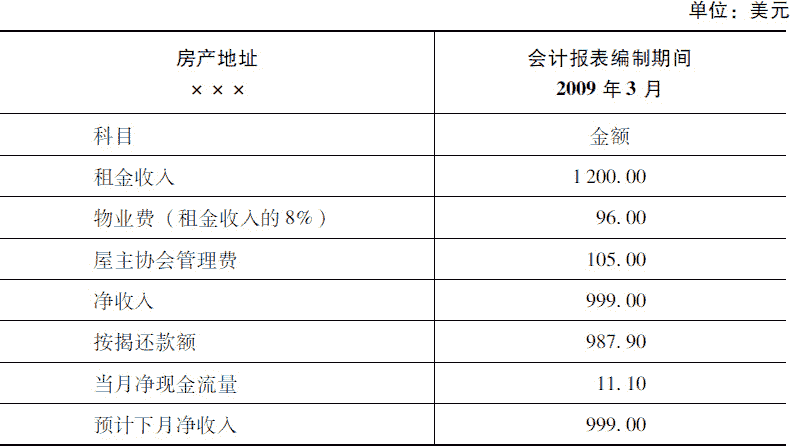 单位：美元
房产地址 会计报表编制期间
××× 2009 年 3 月
科目 金额
租金收入 1 200.00
物业费（租金收入的 8%） 96.00
屋主协会管理费 105.00
净收入 999.00
按揭还款额 987.90
当月净现金流量 11.10
预计下月净收入 999.00